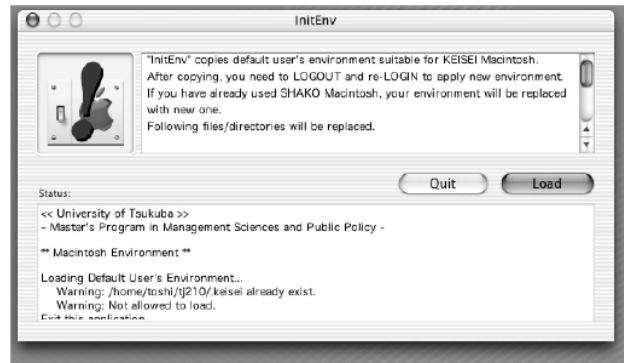 InitEnv
"InitEnv" copies default user's environment suitable for KEISEI Macintosh.
After copying, you need to LOGOUT and re-LOGIN to apply new environment.
If you have already used SHAKO Macintosh, your environment will be replaced
with new one.
Following files/directories will be replaced.
Quit
Load
Status:
<< University of Tsukuba >>
- Master's Program in Management Sciences and Public Policy -
** Macintosh Environment **
Loading Default User's Environment...
Warning: /home/toshi/tj210/.keisei already exist.
Warning: Not allowed to load.
Exit this application